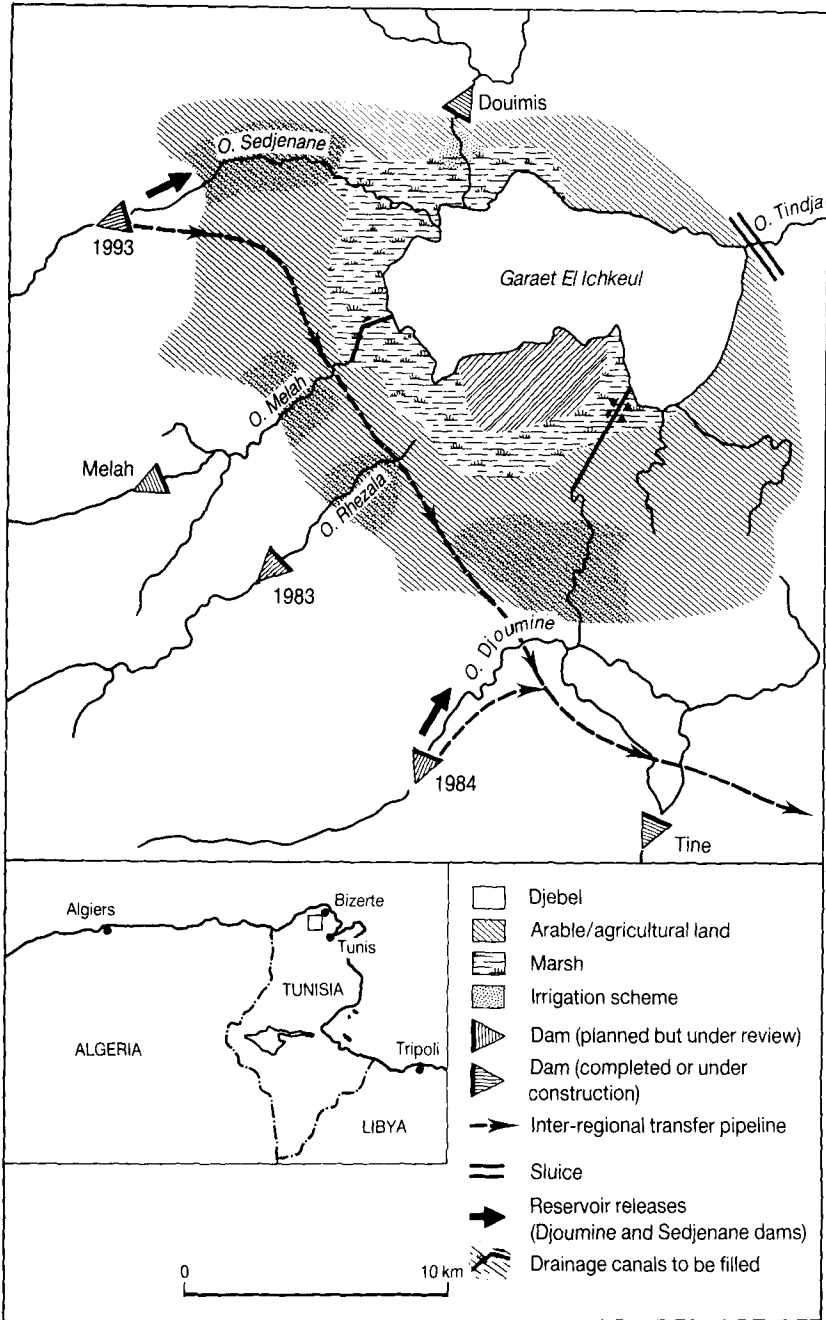 Douimis
O. Sedjenane
O. Tindja
1993
Garaet El Ichkeul
O. Melah
Melah
O. Rhezala
1983
O. Djoumine
1984
Tine
Algiers
Bizerte
Tunis
TUNISIA
ALGERIA
Tripoli
LIBYA
Djebel
Arable/agricultural land
Marsh
Irrigation scheme
Dam (planned but under review)
Dam (completed or under
construction)
Inter-regional transfer pipeline
Sluice
Reservoir releases
(Djoumine and Sedjenane dams)
Drainage canals to be filled
0
10 km